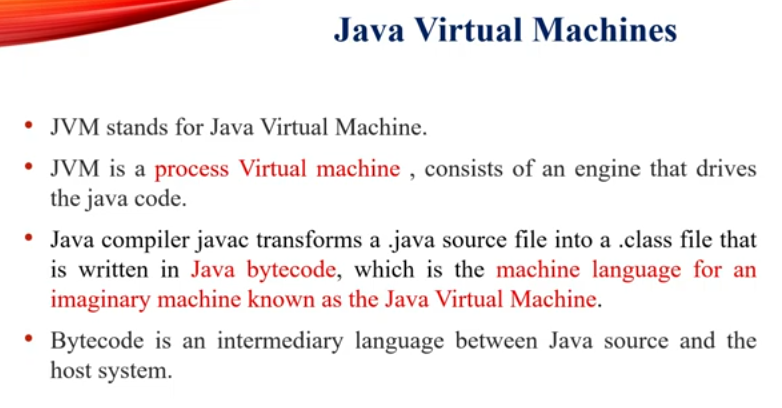 Java Virtual Machines
• JVM stands for Java Virtual Machine.
• JVM is a process Virtual machine , consists of an engine that drives
the java code.
• Java compiler javac transforms a .java source file into a .class file that
is written in Java bytecode, which is the machine language for an
imaginary machine known as the Java Virtual Machine.
• Bytecode is an intermediary language between Java source and the
host system.